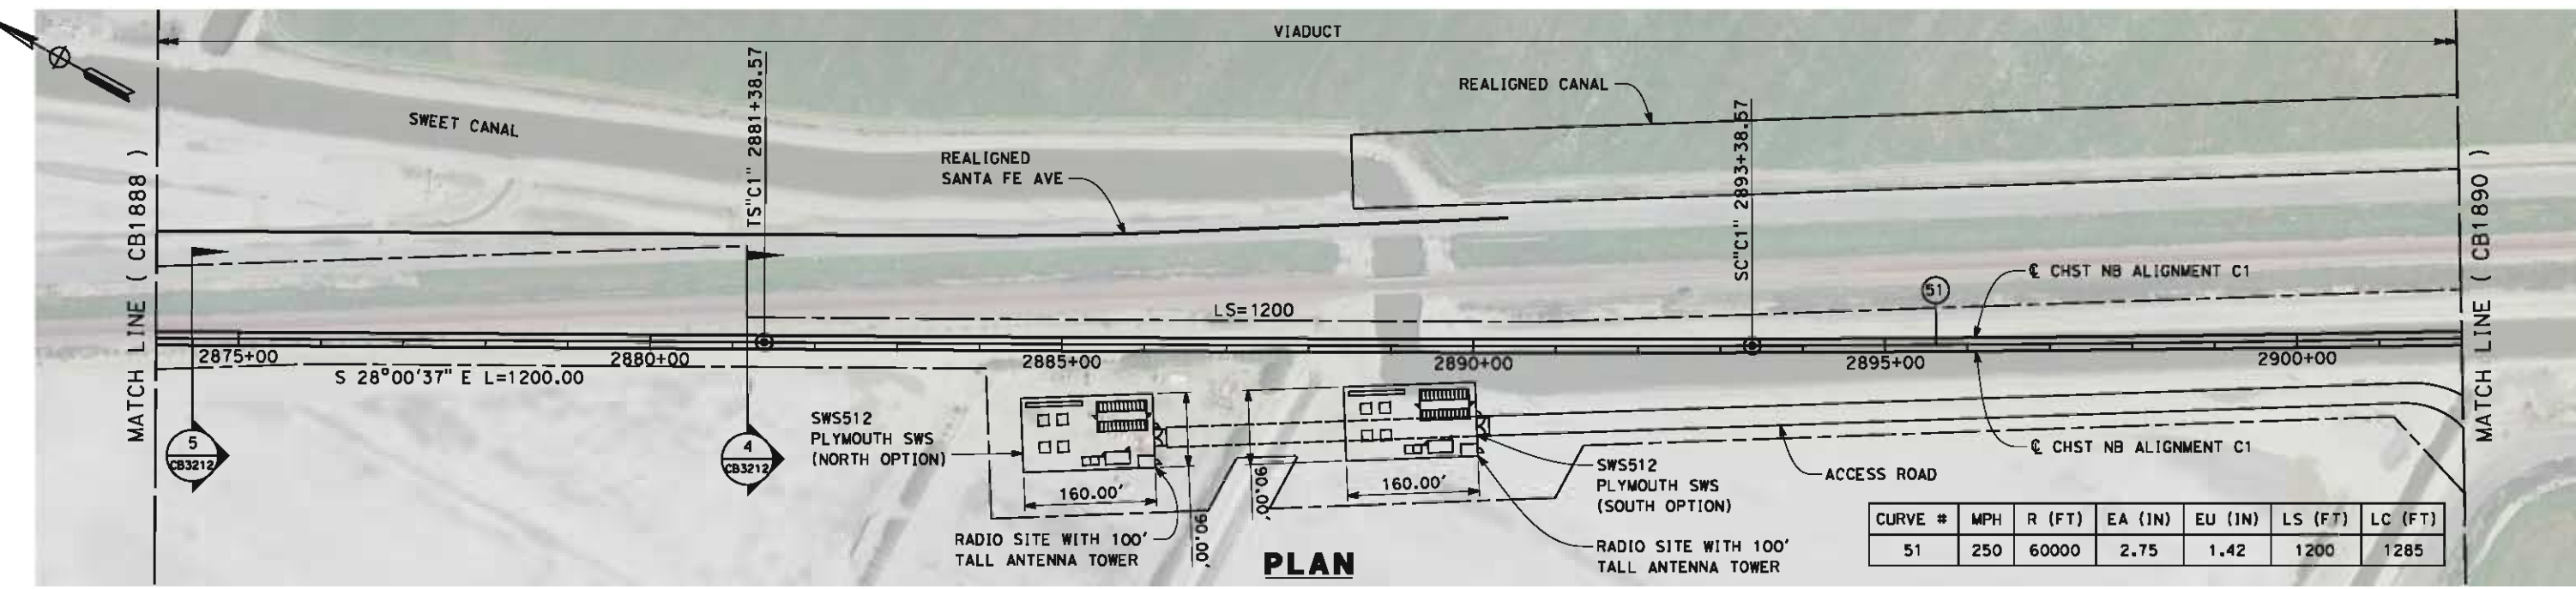 VIADUCT
REALIGNED CANAL
SWEET CANAL
TS"C1" 2881+38.57
SC"C1" 2893+38.57
REALIGNED
SANTA FE AVE
MATCH LINE ( CB1888 )
MATCH LINE ( CB1890 )
℄ CHST NB ALIGNMENT C1
51
LS=1200
2875+00
2880+00
2885+00
2890+00
2895+00
2900+00
S 28°00'37" E L=1200.00
5
CB3212
4
CB3212
SWS512
PLYMOUTH SWS
(NORTH OPTION)
160.00'
90.00'
90.00'
160.00'
℄ CHST NB ALIGNMENT C1
SWS512
PLYMOUTH SWS
(SOUTH OPTION)
ACCESS ROAD
RADIO SITE WITH 100'
TALL ANTENNA TOWER
RADIO SITE WITH 100'
TALL ANTENNA TOWER
PLAN
CURVE # MPH R (FT) EA (IN) EU (IN) LS (FT) LC (FT)
51 250 60000 2.75 1.42 1200 1285